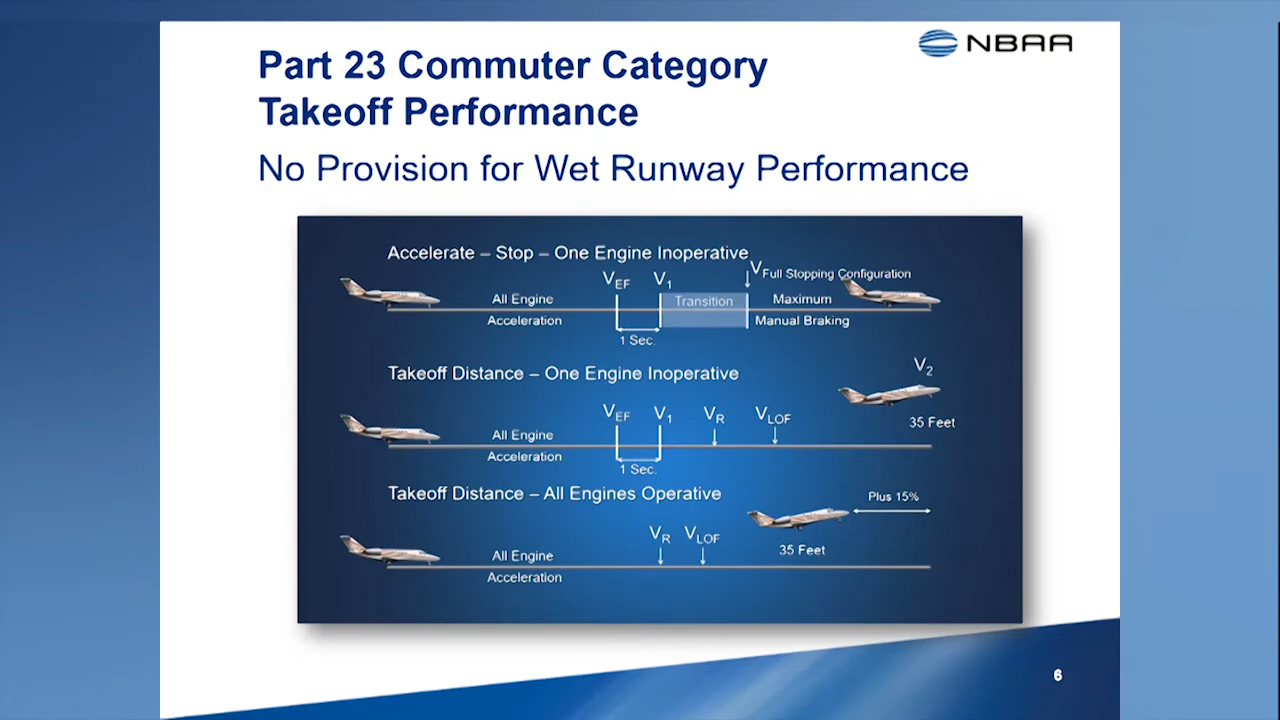 NBAA
Part 23 Commuter Category
Takeoff Performance
No Provision for Wet Runway Performance
Accelerate – Stop – One Engine Inoperative
VEF V1 VFull Stopping Configuration
All Engine Transition Maximum
Acceleration Manual Braking
1 Sec.
Takeoff Distance – One Engine Inoperative
V2
VEF V1 VR VLOF
35 Feet
All Engine
Acceleration
1 Sec.
Takeoff Distance – All Engines Operative
Plus 15%
VR VLOF
35 Feet
All Engine
Acceleration
6